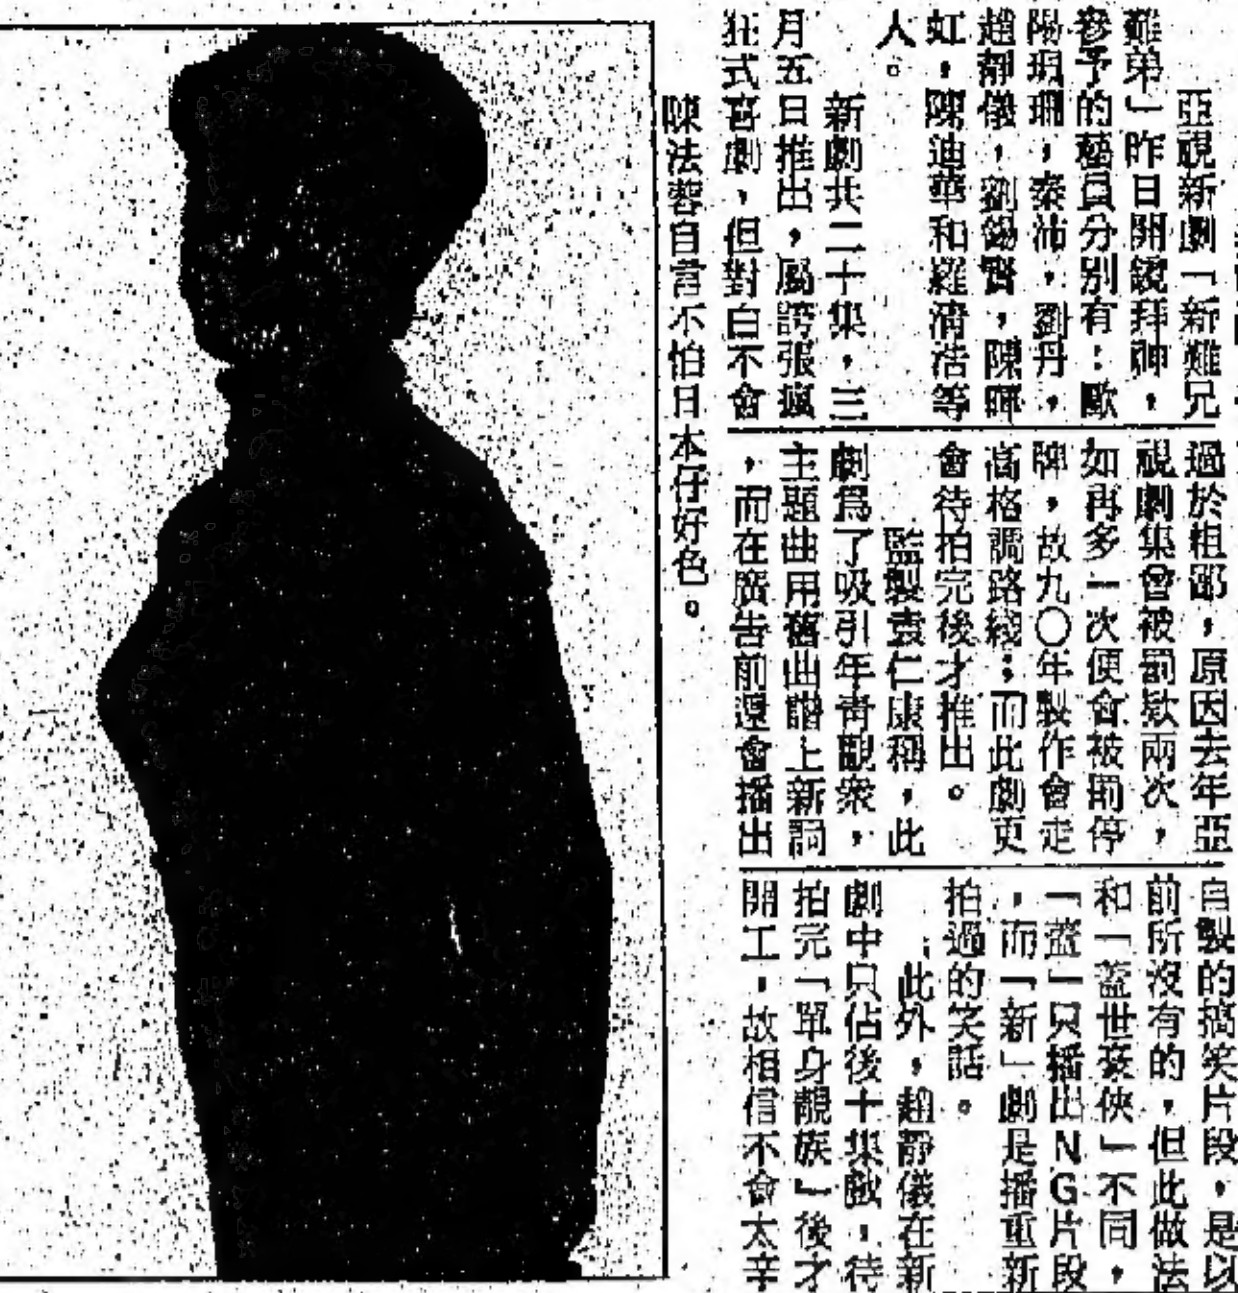 亞視新劇「新難兄
難弟」昨日開鏡拜神，
參予的藝員分別有：歐
陽珮珊，秦沛，劉丹，
趙靜儀，劉錫賢，陳暉
虹，陳迪華和羅浩浩等
人。
新劇共二十集，三
月五日推出，屬誇張瘋
狂式喜劇，但對白不會
過於粗鄙，原因去年亞
視劇集曾被罰款兩次，
如再多一次便會被罰停
牌，故九〇年製作會走
高格調路綫；而此劇更
會待拍完後才推出。
監製袁仁康稱，此
劇爲了吸引年青觀衆，
主題曲用舊曲譜上新詞
，而在廣告前還會播出
自製的搞笑片段，是以
前所沒有的，但此做法
和「蓋世豪俠」不同，
「蓋」只播出NG片段
，而「新」劇是播重新
拍過的笑話。
此外，趙靜儀在新
劇中只佔後十集戲，待
拍完「單身靚族」後才
開工，故相信不會太辛
陳法蓉自言不怕日本仔好色。